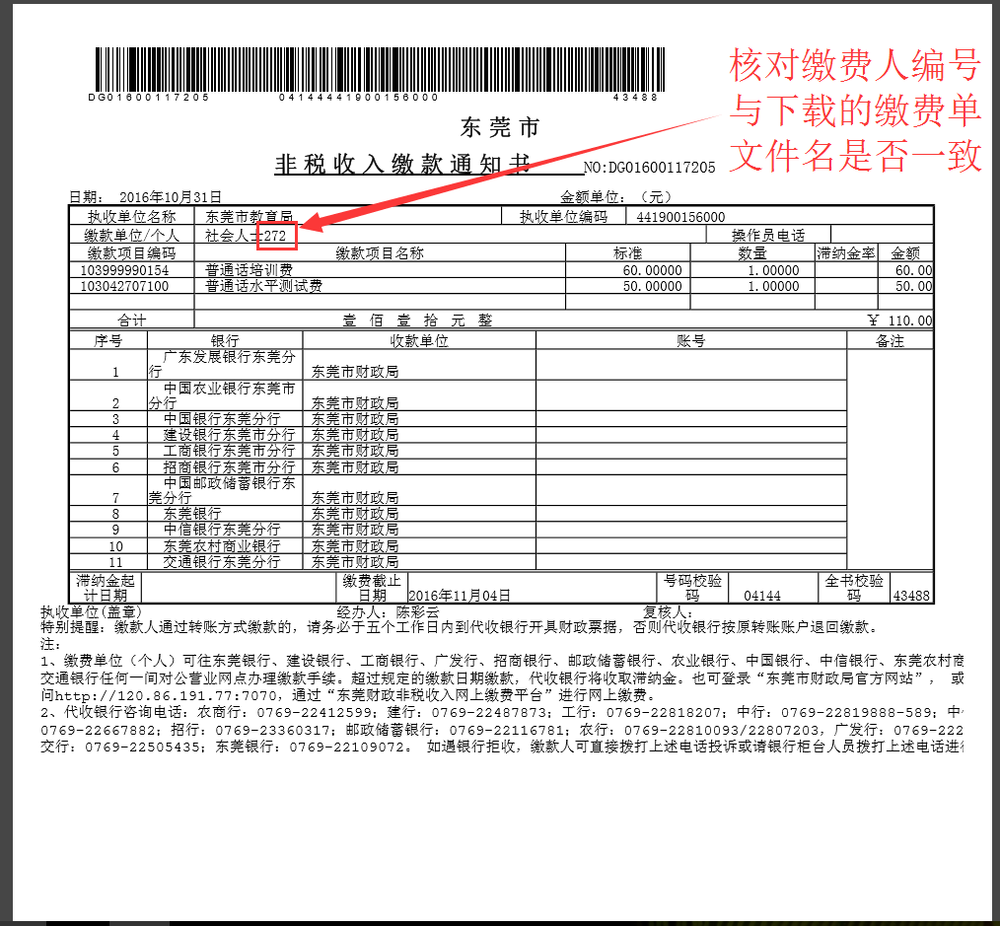 核对缴费人编号
与下载的缴费单
文件名是否一致
DG01600117205 04144441900156000 43488
东莞市
非税收入缴款通知书 NO:DG01600117205
日期： 2016年10月31日 金额单位：（元）
执收单位名称 东莞市教育局 执收单位编码 441900156000
缴款单位/个人 社会人士272 操作员电话
缴款项目编码 缴款项目名称 标准 数量 滞纳金率 金额
103999990154 普通话培训费 60.00000 1.00000 60.00
103042707100 普通话水平测试费 50.00000 1.00000 50.00
合计 壹 佰 壹 拾 元 整 ￥ 110.00
序号 银行 收款单位 账号 备注
广东发展银行东莞分
1 行 东莞市财政局
中国农业银行东莞市
2 分行 东莞市财政局
3 中国银行东莞分行 东莞市财政局
4 建设银行东莞市分行 东莞市财政局
5 工商银行东莞市分行 东莞市财政局
6 招商银行东莞市分行 东莞市财政局
中国邮政储蓄银行东
7 莞分行 东莞市财政局
8 东莞银行 东莞市财政局
9 中信银行东莞分行 东莞市财政局
10 东莞农村商业银行 东莞市财政局
11 交通银行东莞分行 东莞市财政局
滞纳金起 缴费截止 号码校验 全书校验
计日期 日期 2016年11月04日 码 04144 码 43488
执收单位(盖章) 经办人：陈彩云 复核人：
特别提醒：缴款人通过转账方式缴款的，请务必于五个工作日内到代收银行开具财政票据，否则代收银行按原转账账户退回缴款。
注：
1、缴费单位（个人）可往东莞银行、建设银行、工商银行、广发行、招商银行、邮政储蓄银行、农业银行、中国银行、中信银行、东莞农村商
交通银行任何一间对公营业网点办理缴款手续。超过规定的缴款日期缴款，代收银行将收取滞纳金。也可登录“东莞市财政局官方网站”， 或
问http://120.86.191.77:7070，通过“东莞财政非税收入网上缴费平台”进行网上缴费。
2、代收银行咨询电话：农商行：0769-22412599；建行：0769-22487873；工行：0769-22818207；中行：0769-22819888-589；中
0769-22667882；招行：0769-23360317；邮政储蓄银行：0769-22116781；农行：0769-22810093/22807203，广发行：0769-222
交行：0769-22505435；东莞银行：0769-22109072。 如遇银行拒收，缴款人可直接拨打上述电话投诉或请银行柜台人员拨打上述电话进行